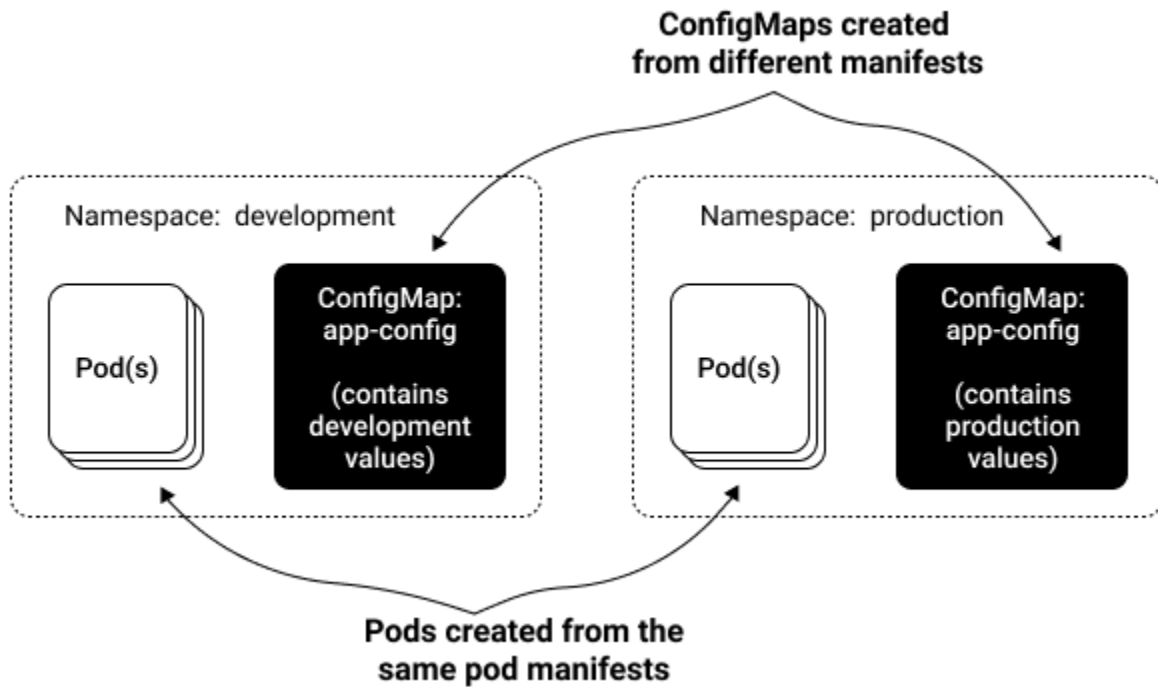 ConfigMaps created
from different manifests
Namespace: development
Pod(s)
ConfigMap:
app-config
(contains
development
values)
Namespace: production
Pod(s)
ConfigMap:
app-config
(contains
production
values)
Pods created from the
same pod manifests